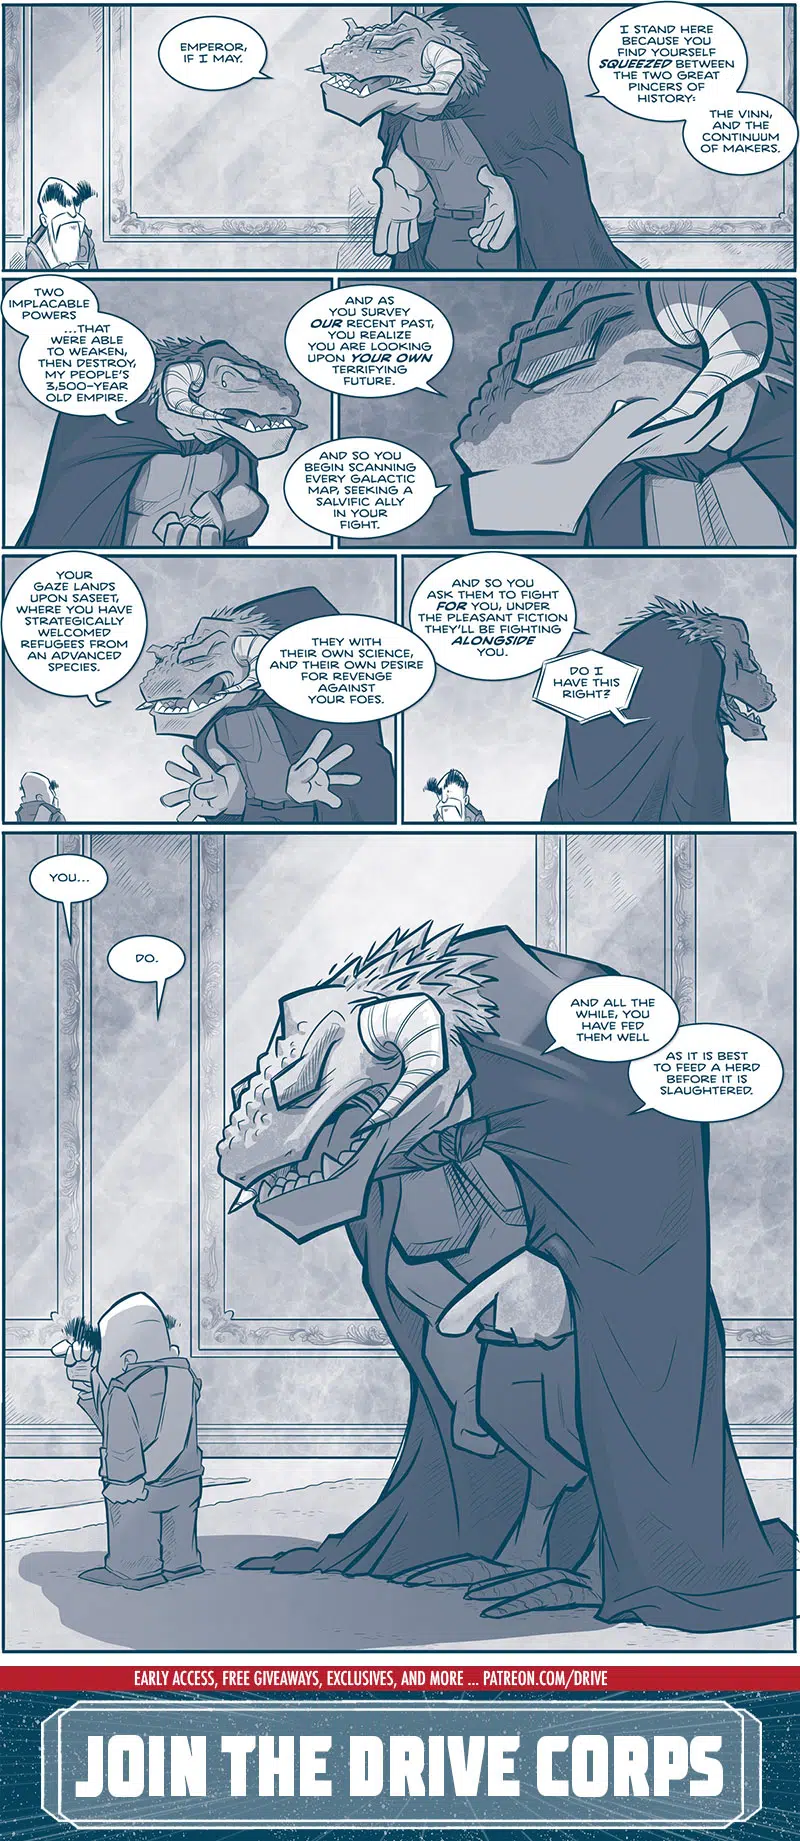 EMPEROR,
IF I MAY.
I STAND HERE
BECAUSE YOU
FIND YOURSELF
SQUEEZED BETWEEN
THE TWO GREAT
PINCERS OF
HISTORY:
THE VINN,
AND THE
CONTINUUM
OF MAKERS.
TWO
IMPLACABLE
POWERS
...THAT
WERE ABLE
TO WEAKEN,
THEN DESTROY,
MY PEOPLE'S
3,500-YEAR
OLD EMPIRE.
AND AS
YOU SURVEY
OUR RECENT PAST,
YOU REALIZE
YOU ARE LOOKING
UPON YOUR OWN
TERRIFYING
FUTURE.
AND SO YOU
BEGIN SCANNING
EVERY GALACTIC
MAP, SEEKING A
SALVIFIC ALLY
IN YOUR
FIGHT.
YOUR
GAZE LANDS
UPON SASEET,
WHERE YOU HAVE
STRATEGICALLY
WELCOMED
REFUGEES FROM
AN ADVANCED
SPECIES.
THEY WITH
THEIR OWN SCIENCE,
AND THEIR OWN DESIRE
FOR REVENGE
AGAINST
YOUR FOES.
AND SO YOU
ASK THEM TO FIGHT
FOR YOU, UNDER
THE PLEASANT FICTION
THEY'LL BE FIGHTING
ALONGSIDE
YOU.
DO I
HAVE THIS
RIGHT?
YOU...
DO.
AND ALL THE
WHILE, YOU
HAVE FED
THEM WELL
AS IT IS BEST
TO FEED A HERD
BEFORE IT IS
SLAUGHTERED.
EARLY ACCESS, FREE GIVEAWAYS, EXCLUSIVES, AND MORE ... PATREON.COM/DRIVE
JOIN THE DRIVE CORPS